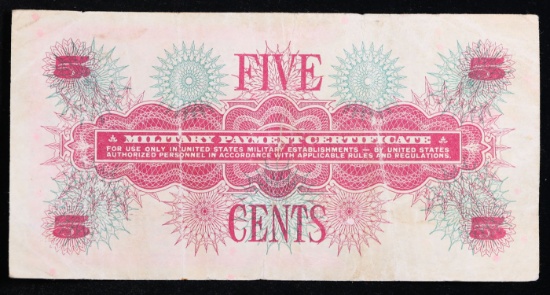 5 FIVE 5
MILITARY PAYMENT CERTIFICATE
FOR USE ONLY IN UNITED STATES MILITARY ESTABLISHMENTS — BY UNITED STATES
AUTHORIZED PERSONNEL IN ACCORDANCE WITH APPLICABLE RULES AND REGULATIONS.
5 CENTS 5